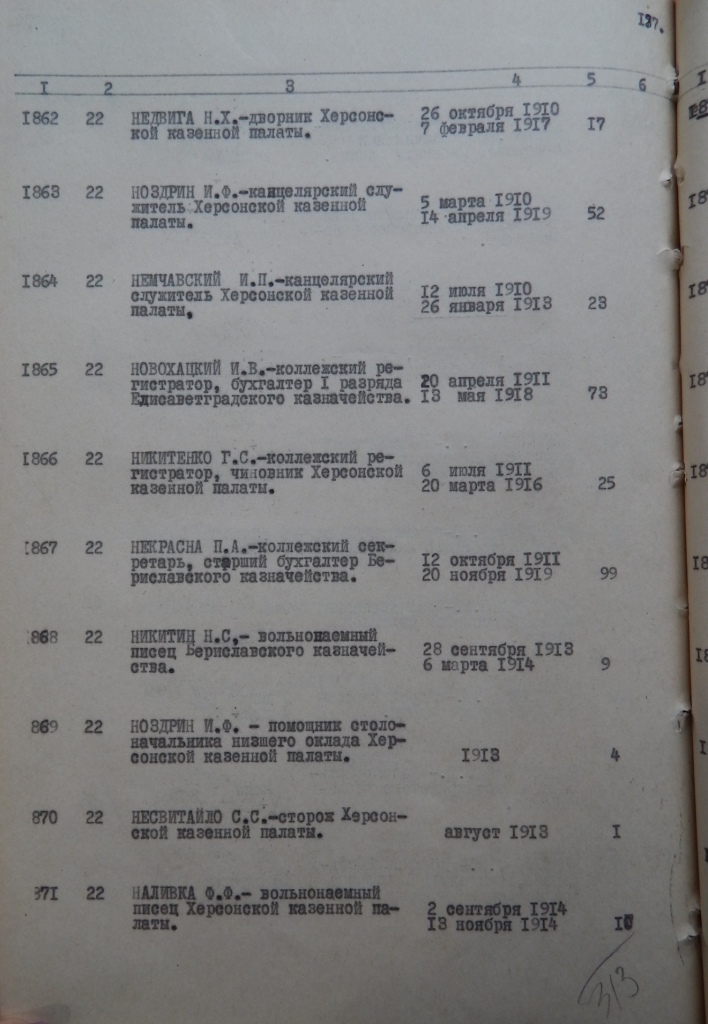 137.
1 2 3 4 5 6
1862 22 НЕДВИГА Н.Х.-дворник Херсонс- 26 октября 1910
кой казенной палаты. 7 февраля 1917 17
1863 22 НОЗДРИН И.Ф.-канцелярский слу-
житель Херсонской казенной 5 марта 1910
палаты. 14 апреля 1919 52
1864 22 НЕМЧАВСКИЙ И.П.-канцелярский
служитель Херсонской казенной 12 июля 1910
палаты, 26 января 1913 23
1865 22 НОВОХАЦКИЙ И.В.-коллежский ре-
гистратор, бухгалтер I разряда 20 апреля 1911
Елисаветградского казначейства. 13 мая 1918 73
1866 22 НИКИТЕНКО Г.С.-коллежский ре-
гистратор, чиновник Херсонской 6 июля 1911
казенной палаты. 20 марта 1916 25
1867 22 НЕКРАСНА П.А.-коллежский сек-
ретарь, старший бухгалтер Бе- 12 октября 1911
риславского казначейства. 20 ноября 1919 99
1868 22 НИКИТИН Н.С,- вольнонаемный
писец Бериславского казначей- 28 сентября 1913
ства. 6 марта 1914 9
869 22 НОЗДРИН И.Ф. - помощник столо-
начальника низшего оклада Хер-
сонской казенной палаты. 1913 4
870 22 НЕСВИТАЙЛО С.С.-сторож Херсон-
ской казенной палаты. август 1913 I
871 22 НАЛИВКА Ф.Ф.- вольнонаемный
писец Херсонской казенной па- 2 сентября 1914
латы. 13 ноября 1914
313